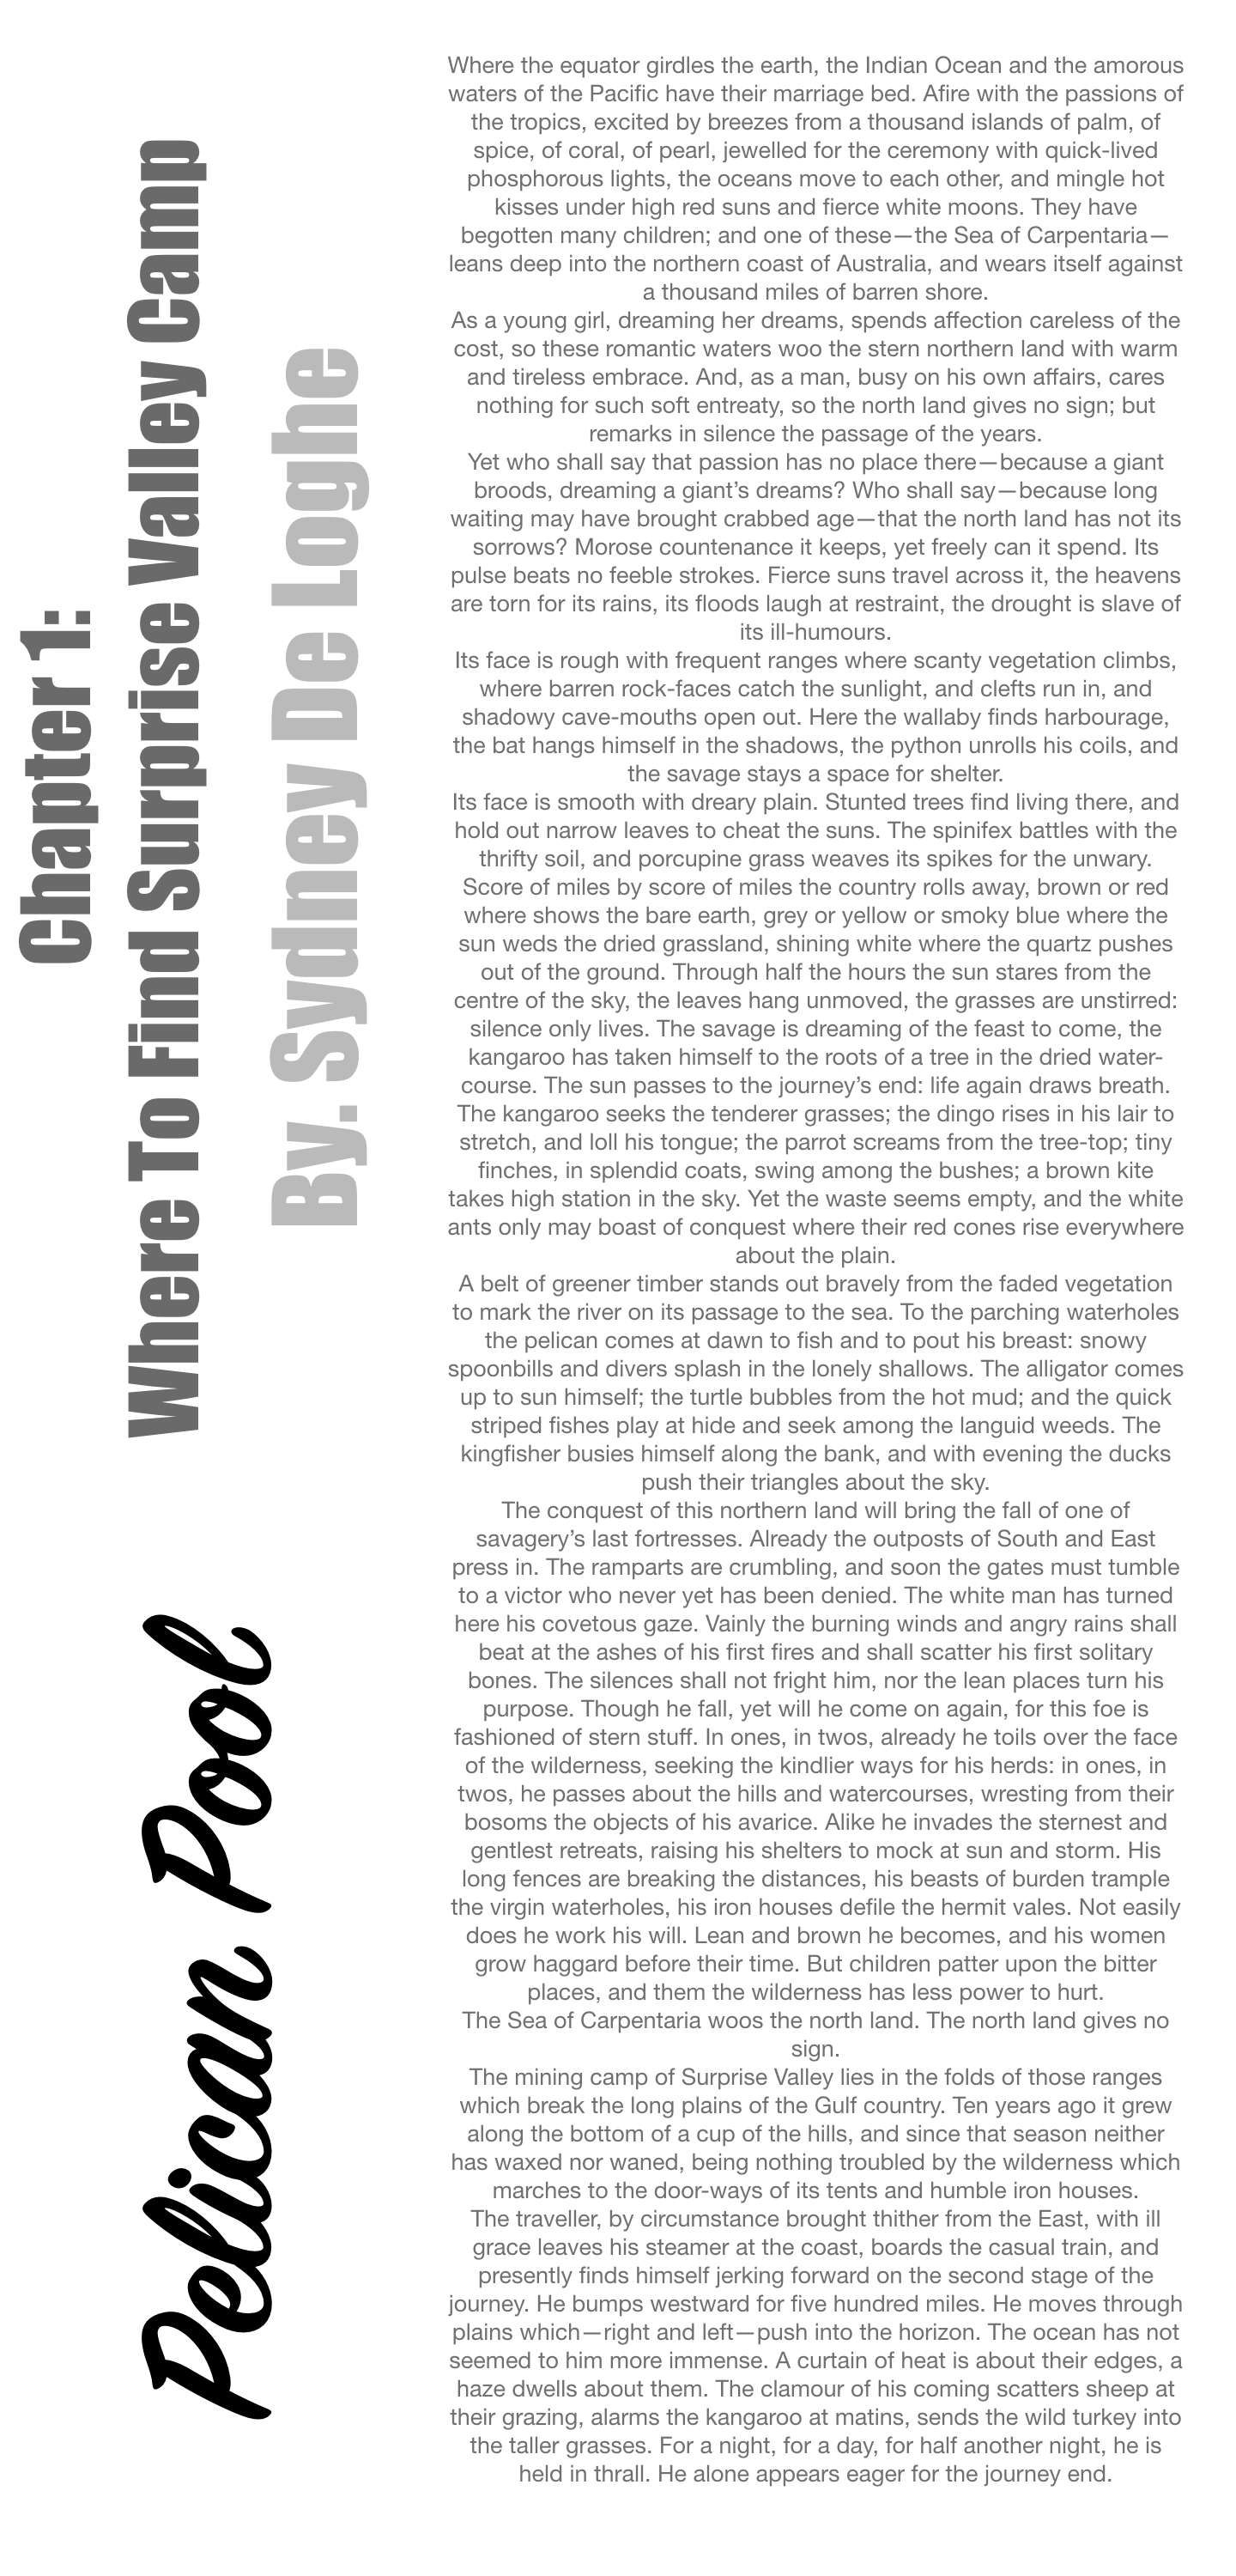 Pelican Pool
Chapter 1:
Where To Find Surprise Valley Camp
By. Sydney De Loghe
Where the equator girdles the earth, the Indian Ocean and the amorous
waters of the Pacific have their marriage bed. Afire with the passions of
the tropics, excited by breezes from a thousand islands of palm, of
spice, of coral, of pearl, jewelled for the ceremony with quick-lived
phosphorous lights, the oceans move to each other, and mingle hot
kisses under high red suns and fierce white moons. They have
begotten many children; and one of these—the Sea of Carpentaria—
leans deep into the northern coast of Australia, and wears itself against
a thousand miles of barren shore.
As a young girl, dreaming her dreams, spends affection careless of the
cost, so these romantic waters woo the stern northern land with warm
and tireless embrace. And, as a man, busy on his own affairs, cares
nothing for such soft entreaty, so the north land gives no sign; but
remarks in silence the passage of the years.
Yet who shall say that passion has no place there—because a giant
broods, dreaming a giant’s dreams? Who shall say—because long
waiting may have brought crabbed age—that the north land has not its
sorrows? Morose countenance it keeps, yet freely can it spend. Its
pulse beats no feeble strokes. Fierce suns travel across it, the heavens
are torn for its rains, its floods laugh at restraint, the drought is slave of
its ill-humours.
Its face is rough with frequent ranges where scanty vegetation climbs,
where barren rock-faces catch the sunlight, and clefts run in, and
shadowy cave-mouths open out. Here the wallaby finds harbourage,
the bat hangs himself in the shadows, the python unrolls his coils, and
the savage stays a space for shelter.
Its face is smooth with dreary plain. Stunted trees find living there, and
hold out narrow leaves to cheat the suns. The spinifex battles with the
thrifty soil, and porcupine grass weaves its spikes for the unwary.
Score of miles by score of miles the country rolls away, brown or red
where shows the bare earth, grey or yellow or smoky blue where the
sun weds the dried grassland, shining white where the quartz pushes
out of the ground. Through half the hours the sun stares from the
centre of the sky, the leaves hang unmoved, the grasses are unstirred:
silence only lives. The savage is dreaming of the feast to come, the
kangaroo has taken himself to the roots of a tree in the dried water-
course. The sun passes to the journey’s end: life again draws breath.
The kangaroo seeks the tenderer grasses; the dingo rises in his lair to
stretch, and loll his tongue; the parrot screams from the tree-top; tiny
finches, in splendid coats, swing among the bushes; a brown kite
takes high station in the sky. Yet the waste seems empty, and the white
ants only may boast of conquest where their red cones rise everywhere
about the plain.
A belt of greener timber stands out bravely from the faded vegetation
to mark the river on its passage to the sea. To the parching waterholes
the pelican comes at dawn to fish and to pout his breast: snowy
spoonbills and divers splash in the lonely shallows. The alligator comes
up to sun himself; the turtle bubbles from the hot mud; and the quick
striped fishes play at hide and seek among the languid weeds. The
kingfisher busies himself along the bank, and with evening the ducks
push their triangles about the sky.
The conquest of this northern land will bring the fall of one of
savagery’s last fortresses. Already the outposts of South and East
press in. The ramparts are crumbling, and soon the gates must tumble
to a victor who never yet has been denied. The white man has turned
here his covetous gaze. Vainly the burning winds and angry rains shall
beat at the ashes of his first fires and shall scatter his first solitary
bones. The silences shall not fright him, nor the lean places turn his
purpose. Though he fall, yet will he come on again, for this foe is
fashioned of stern stuff. In ones, in twos, already he toils over the face
of the wilderness, seeking the kindlier ways for his herds: in ones, in
twos, he passes about the hills and watercourses, wresting from their
bosoms the objects of his avarice. Alike he invades the sternest and
gentlest retreats, raising his shelters to mock at sun and storm. His
long fences are breaking the distances, his beasts of burden trample
the virgin waterholes, his iron houses defile the hermit vales. Not easily
does he work his will. Lean and brown he becomes, and his women
grow haggard before their time. But children patter upon the bitter
places, and them the wilderness has less power to hurt.
The Sea of Carpentaria woos the north land. The north land gives no
sign.
The mining camp of Surprise Valley lies in the folds of those ranges
which break the long plains of the Gulf country. Ten years ago it grew
along the bottom of a cup of the hills, and since that season neither
has waxed nor waned, being nothing troubled by the wilderness which
marches to the door-ways of its tents and humble iron houses.
The traveller, by circumstance brought thither from the East, with ill
grace leaves his steamer at the coast, boards the casual train, and
presently finds himself jerking forward on the second stage of the
journey. He bumps westward for five hundred miles. He moves through
plains which—right and left—push into the horizon. The ocean has not
seemed to him more immense. A curtain of heat is about their edges, a
haze dwells about them. The clamour of his coming scatters sheep at
their grazing, alarms the kangaroo at matins, sends the wild turkey into
the taller grasses. For a night, for a day, for half another night, he is
held in thrall. He alone appears eager for the journey end.